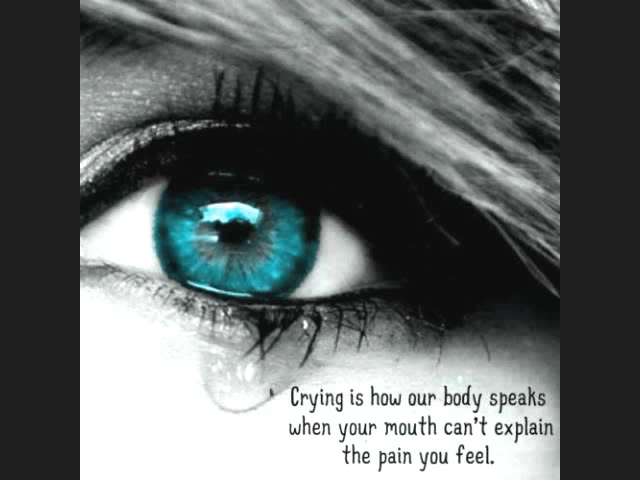 Crying is how our body speaks
when your mouth can't explain
the pain you feel.